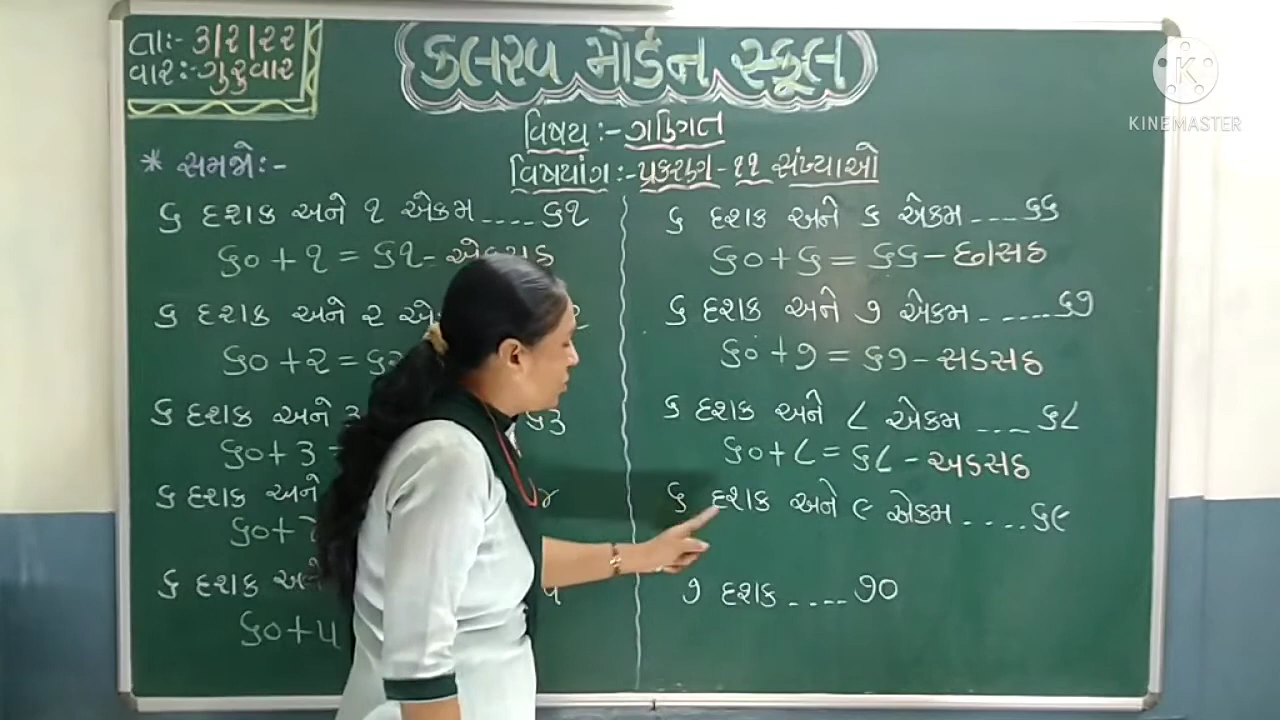 તાઃ- ૩/૨/૨૨
વારઃ-ગુરુવાર
કલરવ મોર્ડન સ્કૂલ
વિષયઃ- ગણિત
વિષયાંગઃ-પ્રકરણ-૧૧ સંખ્યાઓ
* સમજોઃ-
૬ દશક અને ૧ એકમ ....૬૧
૬૦+૧=૬૧-
૬ દશક અને ૨
૬૦+૨=
૬ દશક અને ૩ ૬૩
૬૦+૩=
૬ દશક અને ૪
૬૦+
૬ દશક ૫
૬૦+૫
૬ દશક અને ૬ એકમ ....૬૬
૬૦+૬=૬૬-છાસઠ
૬ દશક અને ૭ એકમ ......૬૭
૬૦+૭=૬૭-સડસઠ
૬ દશક અને ૮ એકમ ....૬૮
૬૦+૮=૬૮-અડસઠ
૬ દશક અને ૯ એકમ ....૬૯
૭ દશક ....૭૦
KINEMASTER